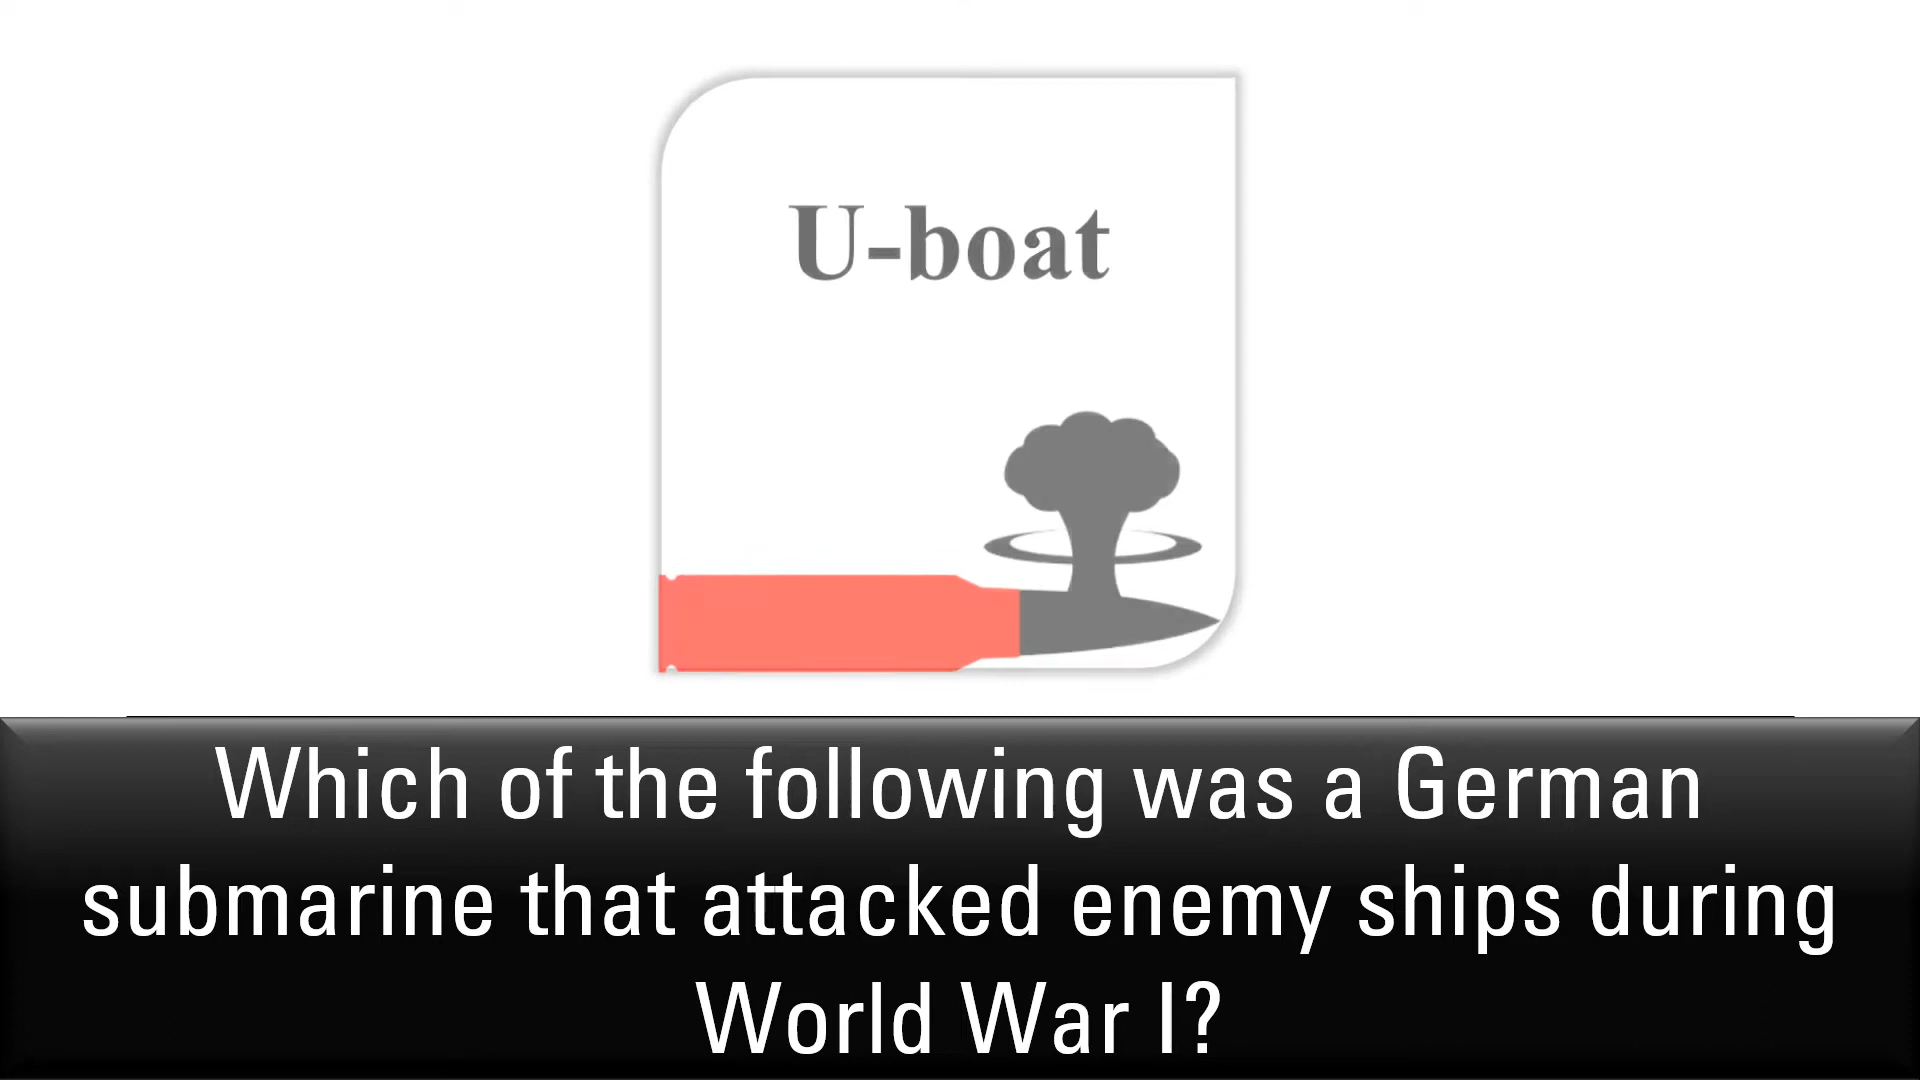 U-boat
Which of the following was a German
submarine that attacked enemy ships during
World War I?